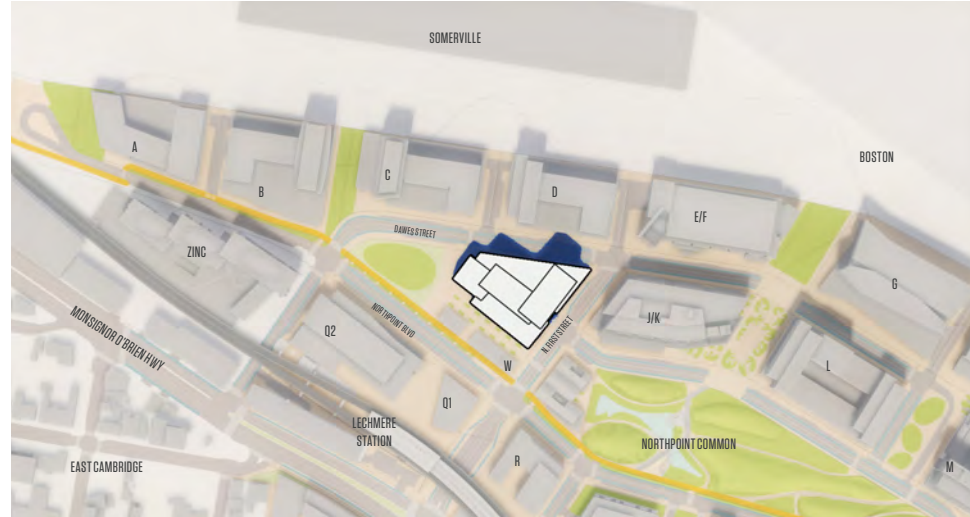 SOMERVILLE
BOSTON
A
B
C
D
E/F
G
ZINC
DAWES STREET
MONSIGNOR O'BRIEN HWY
Q2
NORTHPOINT BLVD
N. FIRST STREET
J/K
W
L
Q1
LECHMERE
STATION
NORTHPOINT COMMON
R
EAST CAMBRIDGE
M